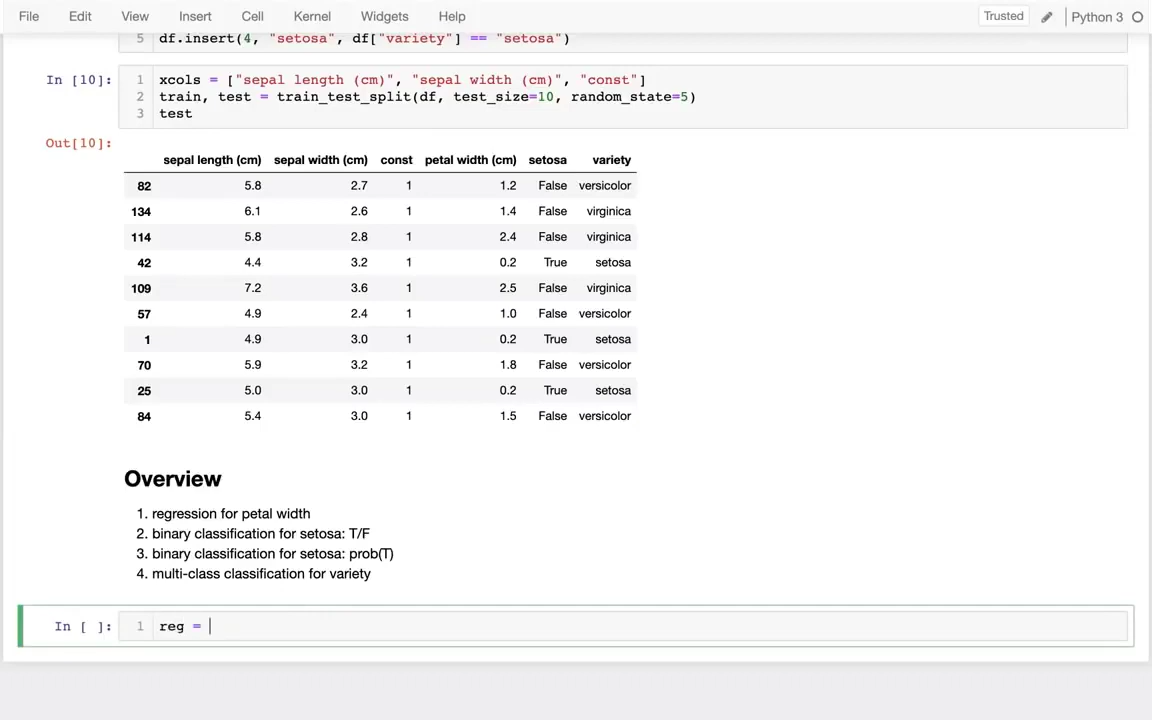 File Edit View Insert Cell Kernel Widgets Help Trusted Python 3
5 df.insert(4, "setosa", df["variety"] == "setosa")
In [10]: 1 xcols = ["sepal length (cm)", "sepal width (cm)", "const"]
2 train, test = train_test_split(df, test_size=10, random_state=5)
3 test
Out[10]:
sepal length (cm) sepal width (cm) const petal width (cm) setosa variety
82 5.8 2.7 1 1.2 False versicolor
134 6.1 2.6 1 1.4 False virginica
114 5.8 2.8 1 2.4 False virginica
42 4.4 3.2 1 0.2 True setosa
109 7.2 3.6 1 2.5 False virginica
57 4.9 2.4 1 1.0 False versicolor
1 4.9 3.0 1 0.2 True setosa
70 5.9 3.2 1 1.8 False versicolor
25 5.0 3.0 1 0.2 True setosa
84 5.4 3.0 1 1.5 False versicolor
Overview
1. regression for petal width
2. binary classification for setosa: T/F
3. binary classification for setosa: prob(T)
4. multi-class classification for variety
In [ ]: 1 reg =